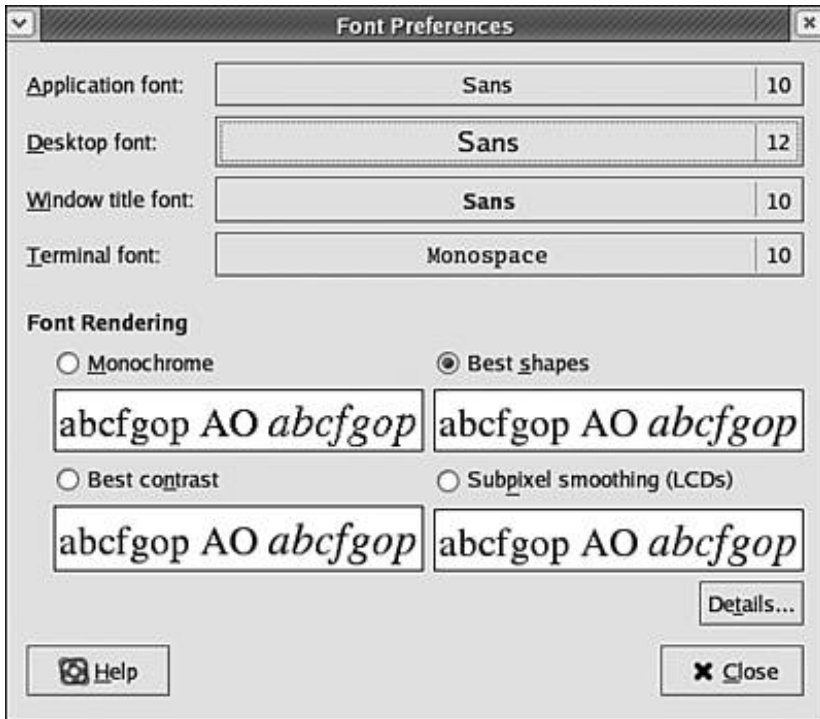 Font Preferences
Application font: Sans 10
Desktop font: Sans 12
Window title font: Sans 10
Terminal font: Monospace 10
Font Rendering
Monochrome Best shapes
abcfgop AO abcfgop abcfgop AO abcfgop
Best contrast Subpixel smoothing (LCDs)
abcfgop AO abcfgop abcfgop AO abcfgop
Details...
Help Close